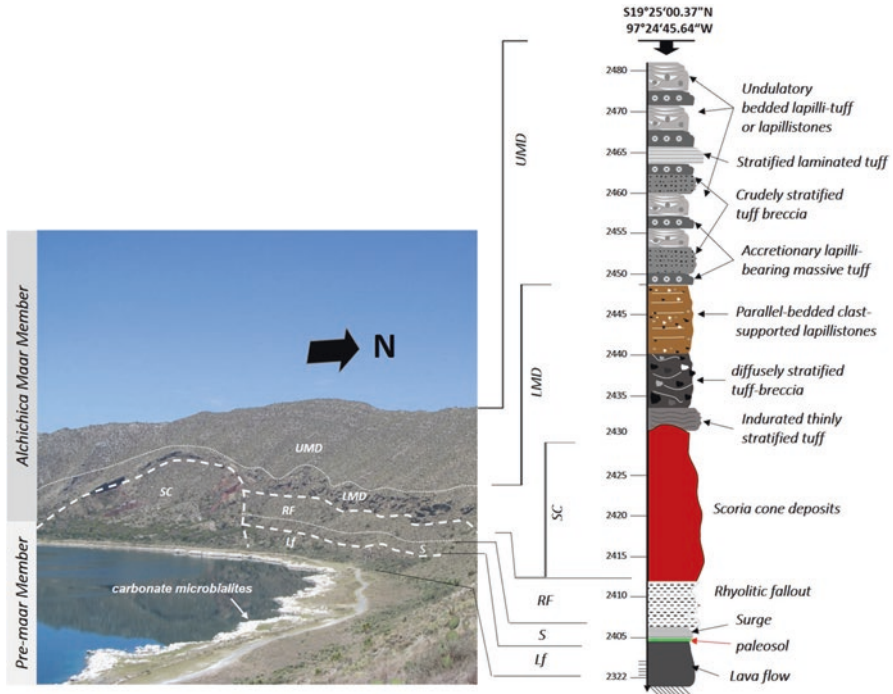 S19°25'00.37"N
97°24'45.64"W
2480
2470
2465
2460
2455
2450
2445
2440
2435
2430
2425
2420
2415
2410
2405
2322
Undulatory
bedded lapilli-tuff
or lapillistones
Stratified laminated tuff
Crudely stratified
tuff breccia
Accretionary lapilli-
bearing massive tuff
Parallel-bedded clast-
supported lapillistones
diffusely stratified
tuff-breccia
Indurated thinly
stratified tuff
Scoria cone deposits
Rhyolitic fallout
Surge
paleosol
Lava flow
UMD
LMD
SC
RF
S
Lf
Alchichica Maar Member
Pre-maar Member
N
UMD
SC
LMD
RF
Lf
S
carbonate microblalites